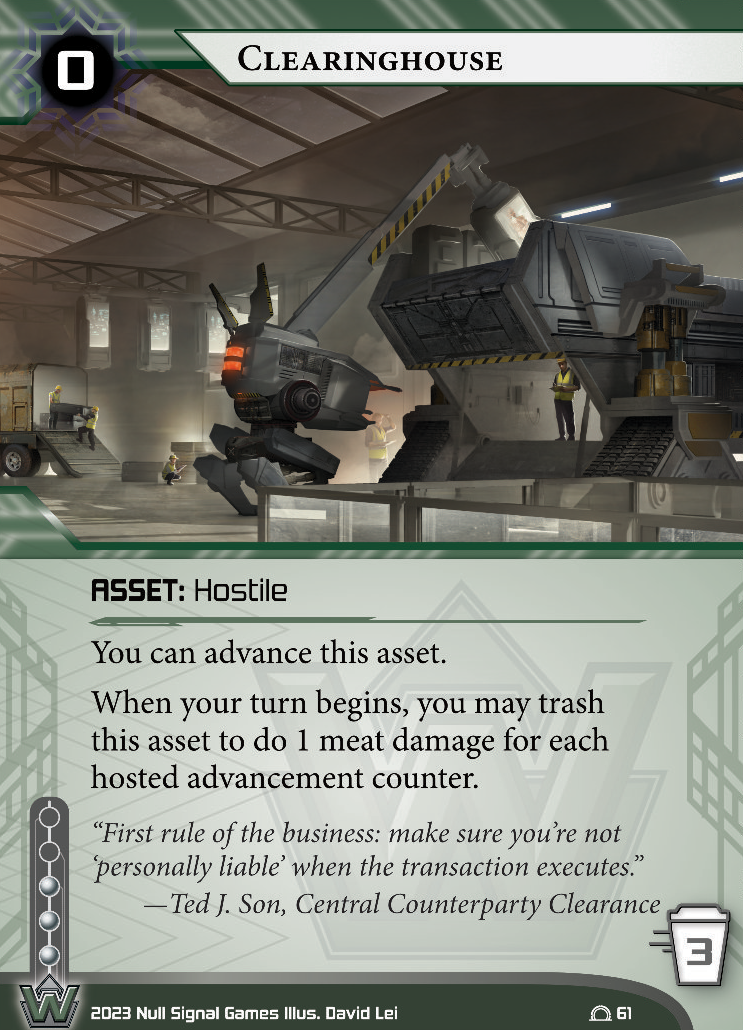 0
Clearinghouse
ASSET: Hostile
You can advance this asset.
When your turn begins, you may trash
this asset to do 1 meat damage for each
hosted advancement counter.
“First rule of the business: make sure you’re not
‘personally liable’ when the transaction executes.”
—Ted J. Son, Central Counterparty Clearance
3
W
2023 Null Signal Games Illus. David Lei
61